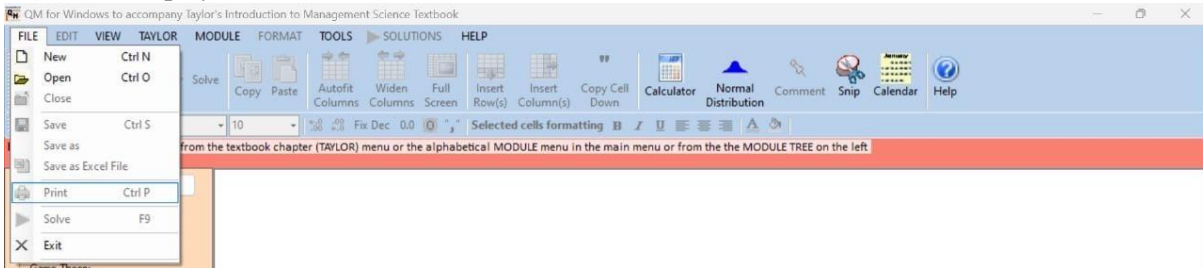 QM for Windows to accompany Taylor's Introduction to Management Science Textbook
FILE EDIT VIEW TAYLOR MODULE FORMAT TOOLS SOLUTIONS HELP
New Ctrl N
Open Ctrl O
Close
Save Ctrl S
Save as
Save as Excel File
Print Ctrl P
Solve F9
Exit
Solve
Copy Paste
Autofit Columns
Widen Columns
Full Screen
Insert Row(s)
Insert Column(s)
Copy Cell Down
Calculator
Normal Distribution
Comment
Snip
January
Calendar
Help
10 Fix Dec 0.0 0 "," Selected cells formatting B I U A
from the textbook chapter (TAYLOR) menu or the alphabetical MODULE menu in the main menu or from the the MODULE TREE on the left
Game Theory